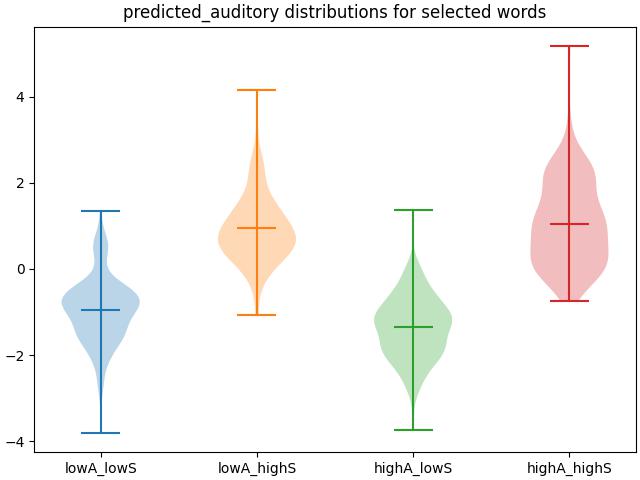 predicted_auditory distributions for selected words
4
2
0
−2
−4
lowA_lowS
lowA_highS
highA_lowS
highA_highS